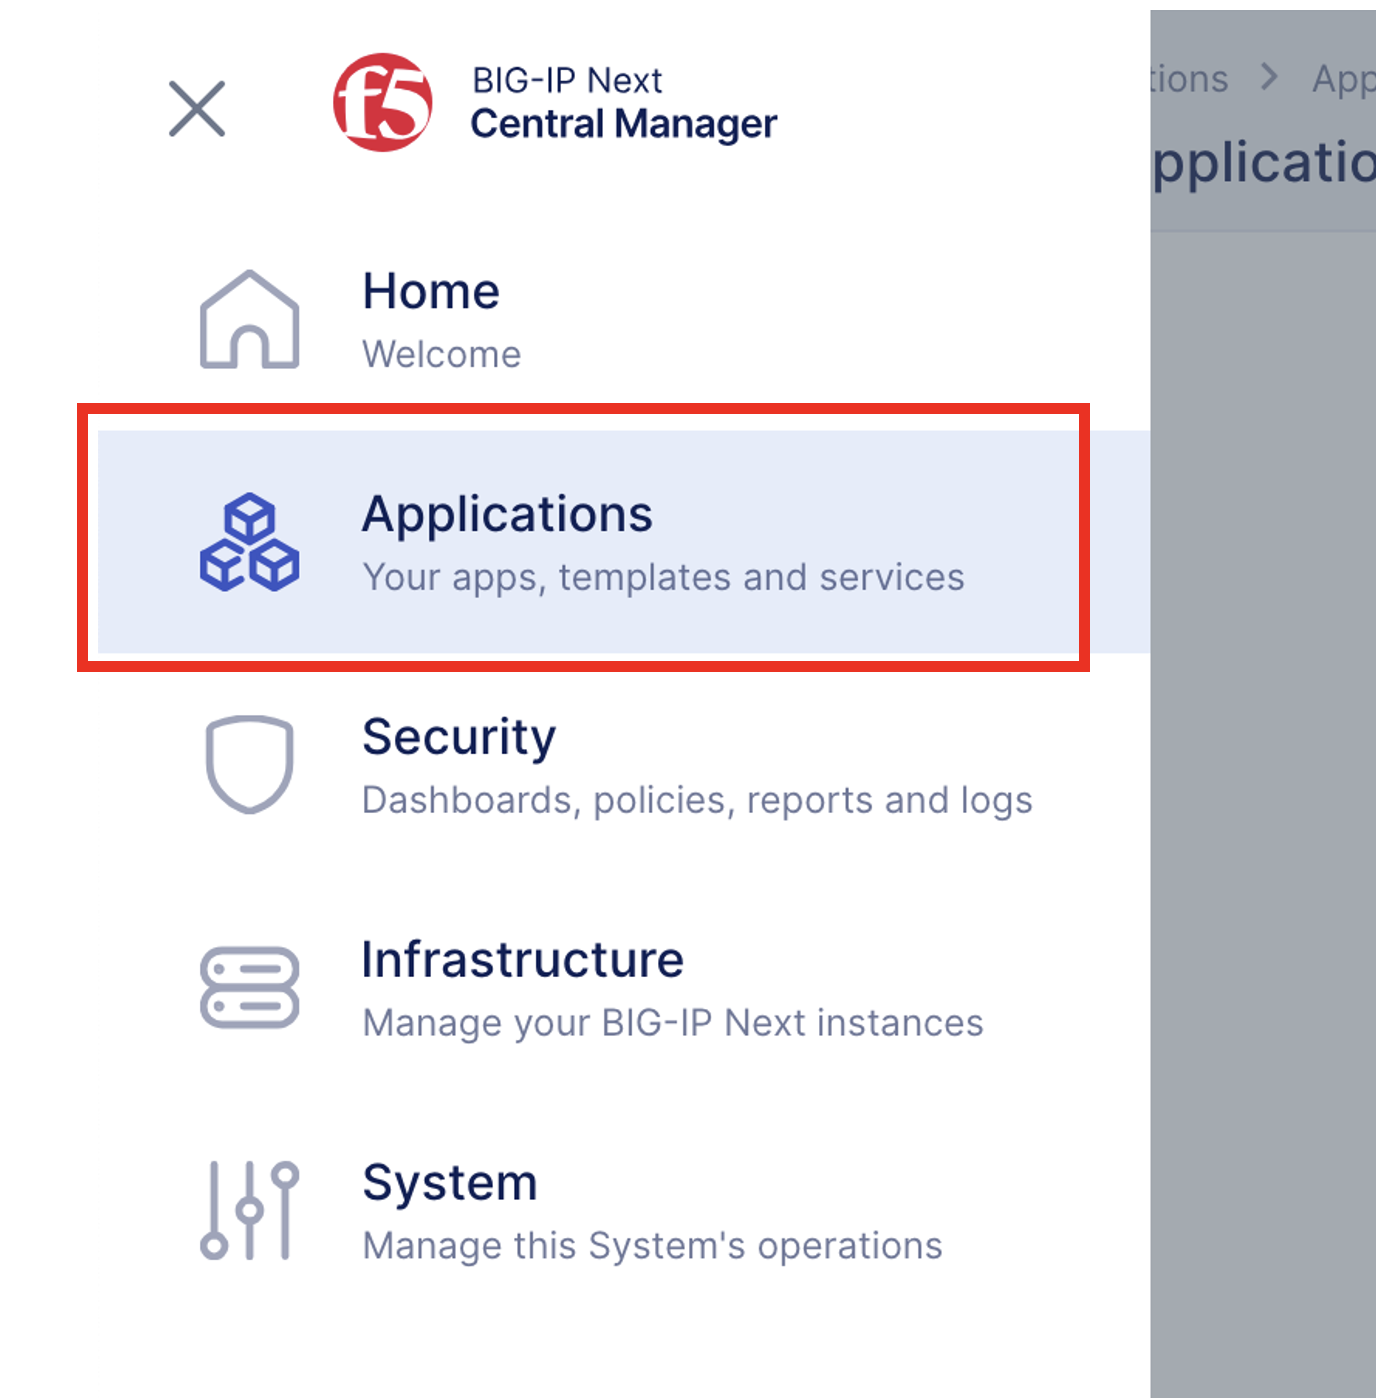 f5
BIG-IP Next
Central Manager
tions > App
pplicatio
Home
Welcome
Applications
Your apps, templates and services
Security
Dashboards, policies, reports and logs
Infrastructure
Manage your BIG-IP Next instances
System
Manage this System's operations